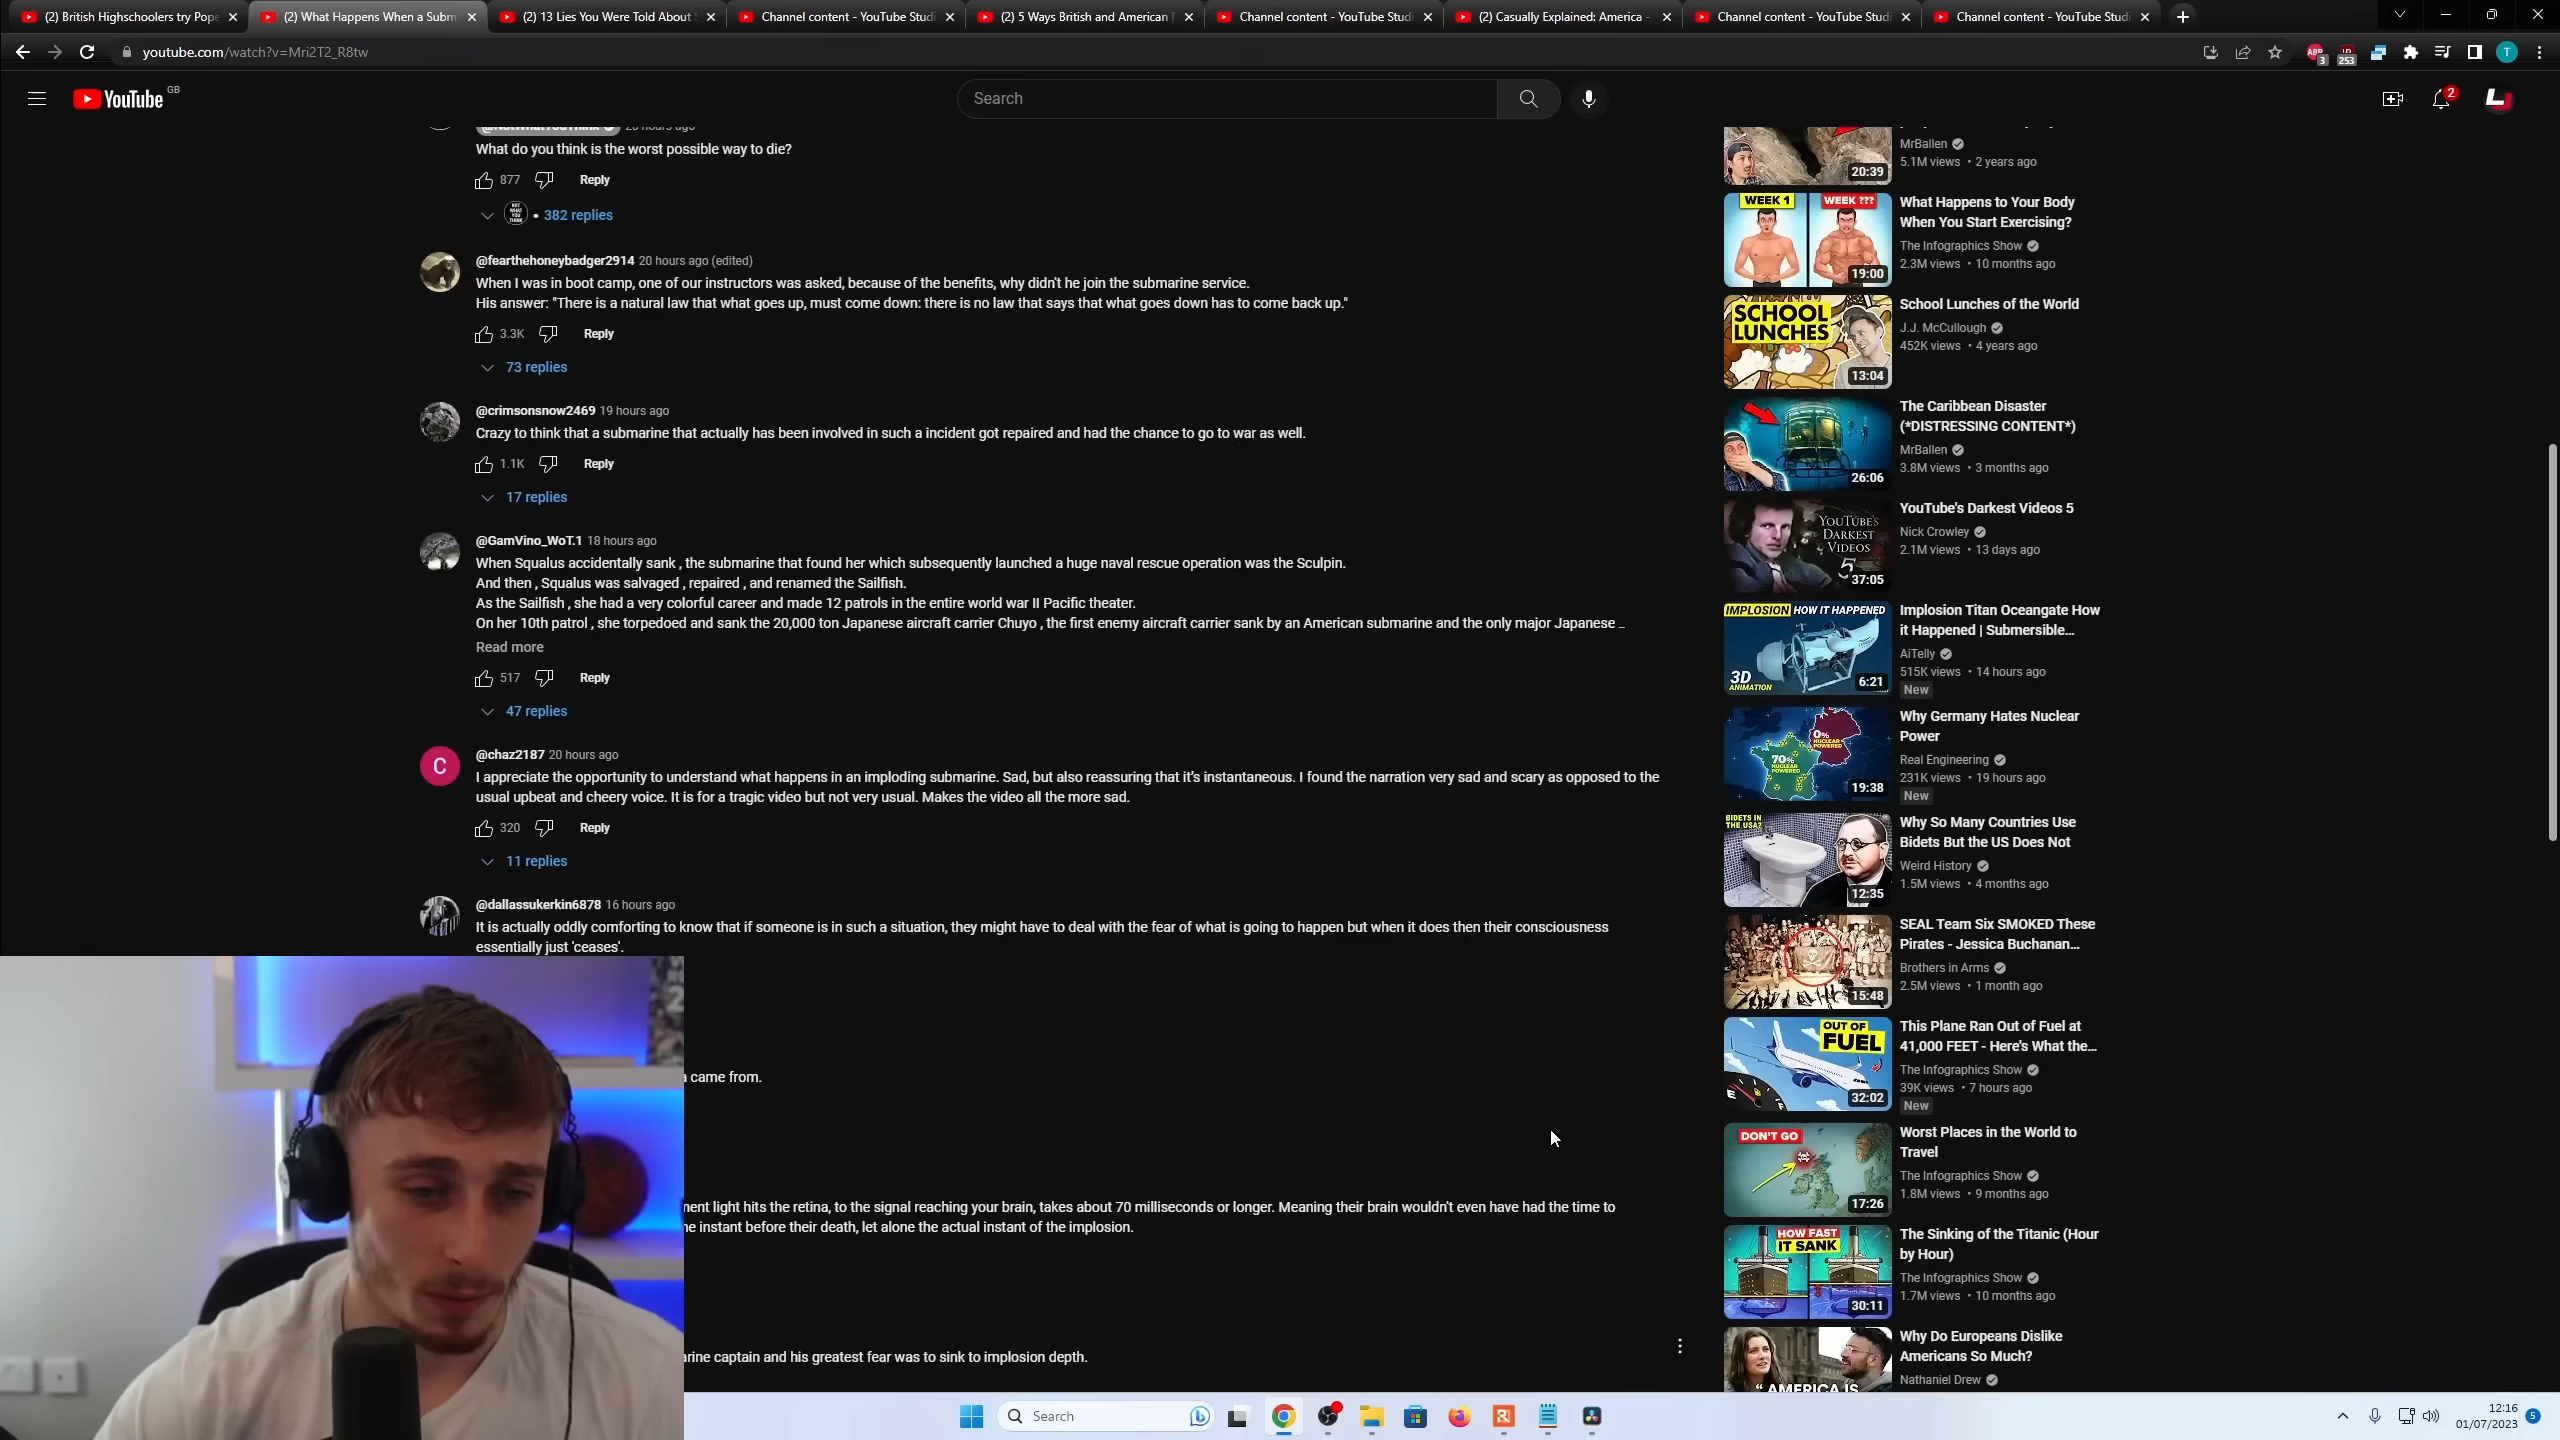 (2) British Highschoolers try Pope
(2) What Happens When a Subm
(2) 13 Lies You Were Told About
Channel content - YouTube Studi
(2) 5 Ways British and American
Channel content - YouTube Studi
(2) Casually Explained: America -
Channel content - YouTube Studi
Channel content - YouTube Studi
youtube.com/watch?v=Mri2T2_R8tw
3
253
T
YouTube GB
Search
2
@NotWhatYouThink 20 hours ago
What do you think is the worst possible way to die?
877 Reply
382 replies
@fearthehoneybadger2914 20 hours ago (edited)
When I was in boot camp, one of our instructors was asked, because of the benefits, why didn't he join the submarine service.
His answer: "There is a natural law that what goes up, must come down: there is no law that says that what goes down has to come back up."
3.3K Reply
73 replies
@crimsonsnow2469 19 hours ago
Crazy to think that a submarine that actually has been involved in such a incident got repaired and had the chance to go to war as well.
1.1K Reply
17 replies
@GamVino_WoT.1 18 hours ago
When Squalus accidentally sank , the submarine that found her which subsequently launched a huge naval rescue operation was the Sculpin.
And then , Squalus was salvaged , repaired , and renamed the Sailfish.
As the Sailfish , she had a very colorful career and made 12 patrols in the entire world war II Pacific theater.
On her 10th patrol , she torpedoed and sank the 20,000 ton Japanese aircraft carrier Chuyo , the first enemy aircraft carrier sank by an American submarine and the only major Japanese ...
Read more
517 Reply
47 replies
C
@chaz2187 20 hours ago
I appreciate the opportunity to understand what happens in an imploding submarine. Sad, but also reassuring that it's instantaneous. I found the narration very sad and scary as opposed to the
usual upbeat and cheery voice. It is for a tragic video but not very usual. Makes the video all the more sad.
320 Reply
11 replies
@dallassukerkin6878 16 hours ago
It is actually oddly comforting to know that if someone is in such a situation, they might have to deal with the fear of what is going to happen but when it does then their consciousness
essentially just 'ceases'.
a came from.
nent light hits the retina, to the signal reaching your brain, takes about 70 milliseconds or longer. Meaning their brain wouldn't even have had the time to
ne instant before their death, let alone the actual instant of the implosion.
arine captain and his greatest fear was to sink to implosion depth.
20:39
MrBallen
5.1M views • 2 years ago
WEEK 1
WEEK ???
19:00
What Happens to Your Body
When You Start Exercising?
The Infographics Show
2.3M views • 10 months ago
SCHOOL
LUNCHES
13:04
School Lunches of the World
J.J. McCullough
452K views • 4 years ago
26:06
The Caribbean Disaster
(*DISTRESSING CONTENT*)
MrBallen
3.8M views • 3 months ago
YOUTUBE'S
DARKEST
VIDEOS
5
37:05
YouTube's Darkest Videos 5
Nick Crowley
2.1M views • 13 days ago
IMPLOSION HOW IT HAPPENED
3D
ANIMATION
6:21
Implosion Titan Oceangate How
it Happened | Submersible...
AiTelly
515K views • 14 hours ago
New
0%
NUCLEAR
POWERED
70%
NUCLEAR
POWERED
19:38
Why Germany Hates Nuclear
Power
Real Engineering
231K views • 19 hours ago
New
BIDETS IN
THE USA?
12:35
Why So Many Countries Use
Bidets But the US Does Not
Weird History
1.5M views • 4 months ago
15:48
SEAL Team Six SMOKED These
Pirates - Jessica Buchanan...
Brothers in Arms
2.5M views • 1 month ago
OUT OF
FUEL
E
32:02
This Plane Ran Out of Fuel at
41,000 FEET - Here's What the...
The Infographics Show
39K views • 7 hours ago
New
DON'T GO
17:26
Worst Places in the World to
Travel
The Infographics Show
1.8M views • 9 months ago
HOW FAST
IT SANK
30:11
The Sinking of the Titanic (Hour
by Hour)
The Infographics Show
1.7M views • 10 months ago
"AMERICA IS
Why Do Europeans Dislike
Americans So Much?
Nathaniel Drew
Search
12:16
01/07/2023
5